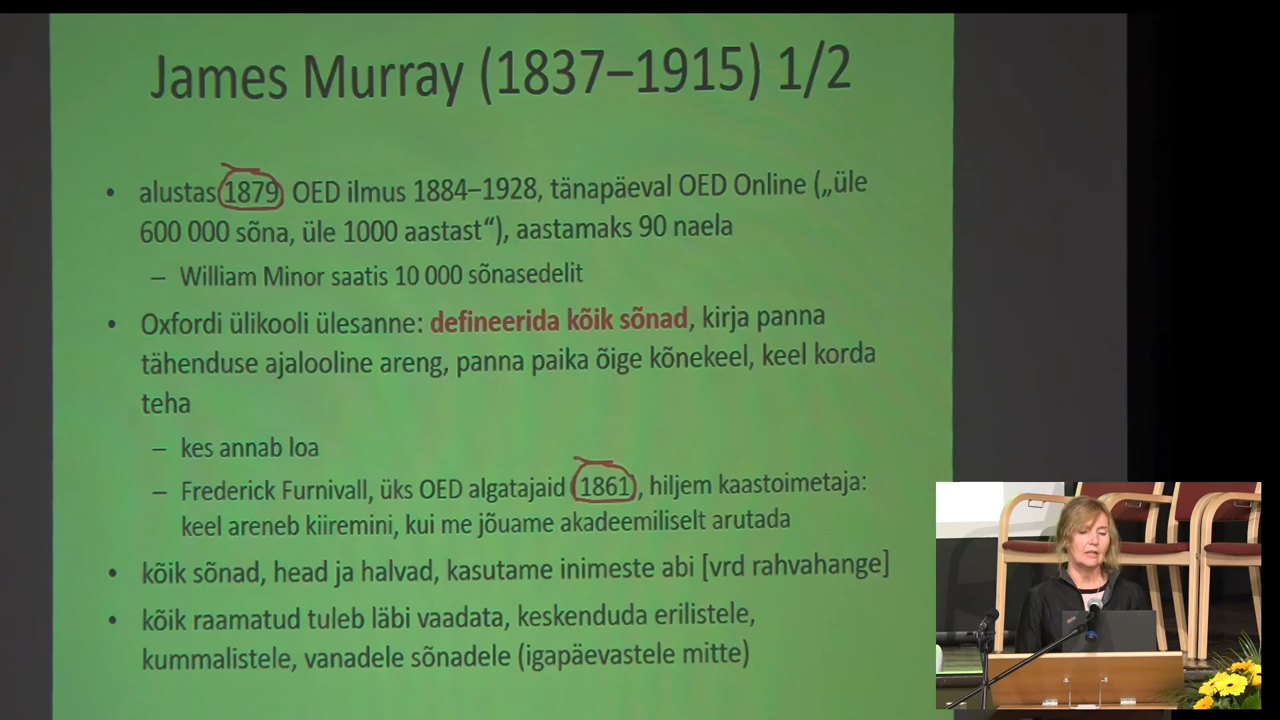 James Murray (1837–1915) 1/2
• alustas 1879 OED ilmus 1884–1928, tänapäeval OED Online („üle
600 000 sõna, üle 1000 aastast“), aastamaks 90 naela
– William Minor saatis 10 000 sõnasedelit
• Oxfordi ülikooli ülesanne: defineerida kõik sõnad, kirja panna
tähenduse ajalooline areng, panna paika õige kõnekeel, keel korda
teha
– kes annab loa
– Frederick Furnivall, üks OED algatajaid 1861, hiljem kaastoimetaja:
keel areneb kiiremini, kui me jõuame akadeemiliselt arutada
• kõik sõnad, head ja halvad, kasutame inimeste abi [vrd rahvahange]
• kõik raamatud tuleb läbi vaadata, keskenduda erilistele,
kummalistele, vanadele sõnadele (igapäevastele mitte)